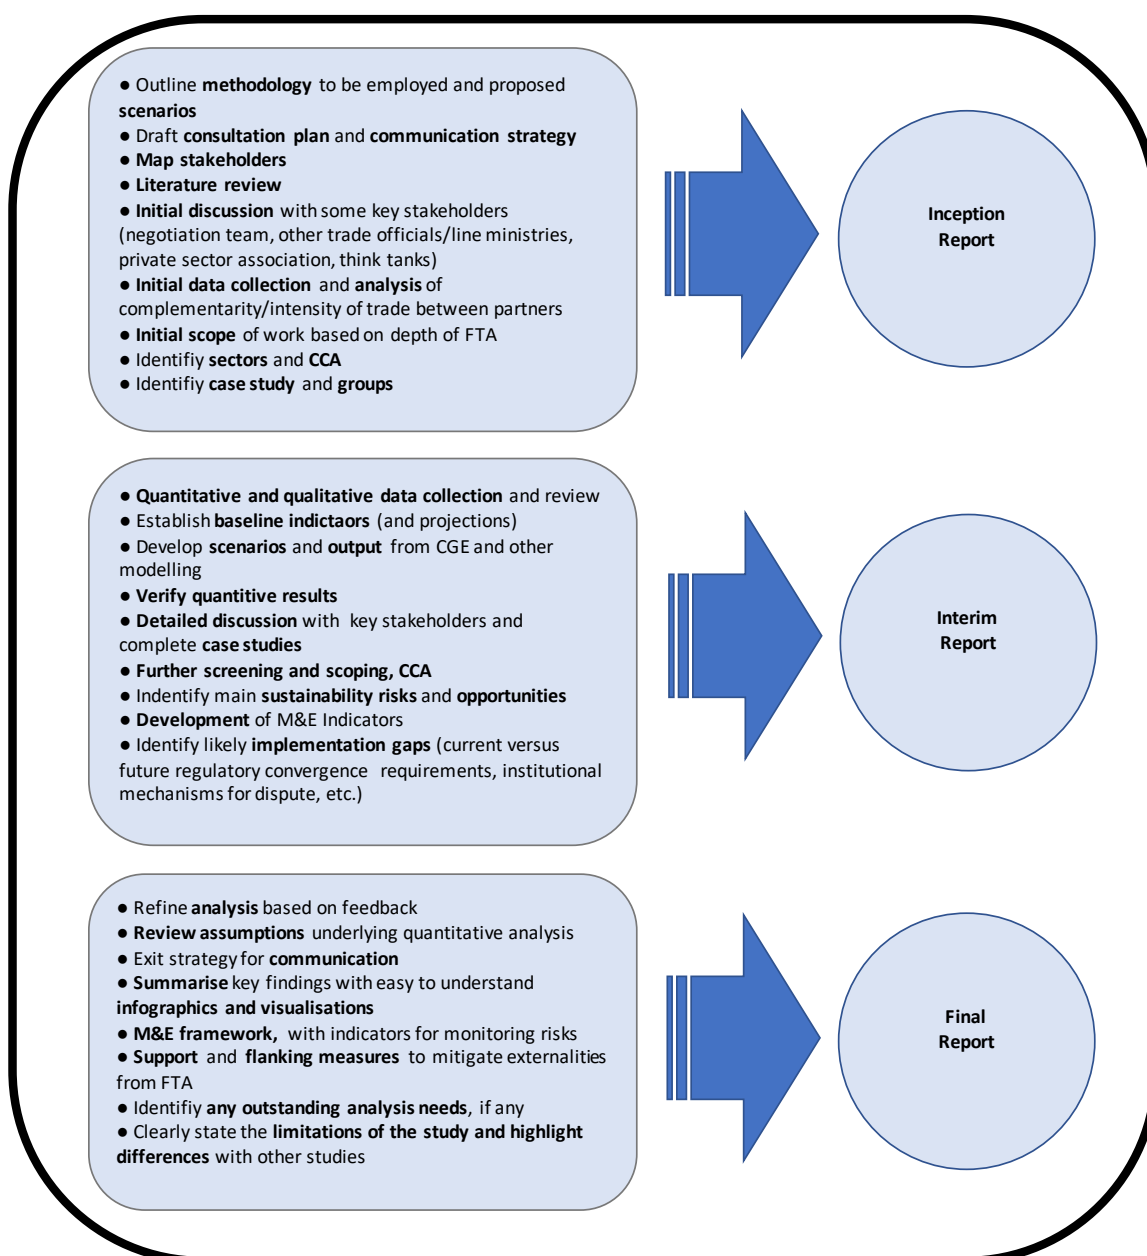 ● Outline methodology to be employed and proposed
scenarios
● Draft consultation plan and communication strategy
● Map stakeholders
● Literature review
● Initial discussion with some key stakeholders
(negotiation team, other trade officials/line ministries,
private sector association, think tanks)
● Initial data collection and analysis of
complementarity/intensity of trade between partners
● Initial scope of work based on depth of FTA
● Identifiy sectors and CCA
● Identifiy case study and groups
Inception
Report
● Quantitative and qualitative data collection and review
● Establish baseline indictaors (and projections)
● Develop scenarios and output from CGE and other
modelling
● Verify quantitive results
● Detailed discussion with key stakeholders and
complete case studies
● Further screening and scoping, CCA
● Indentify main sustainability risks and opportunities
● Development of M&E Indicators
● Identify likely implementation gaps (current versus
future regulatory convergence requirements, institutional
mechanisms for dispute, etc.)
Interim
Report
● Refine analysis based on feedback
● Review assumptions underlying quantitative analysis
● Exit strategy for communication
● Summarise key findings with easy to understand
infographics and visualisations
● M&E framework, with indicators for monitoring risks
● Support and flanking measures to mitigate externalities
from FTA
● Identifiy any outstanding analysis needs, if any
● Clearly state the limitations of the study and highlight
differences with other studies
Final
Report